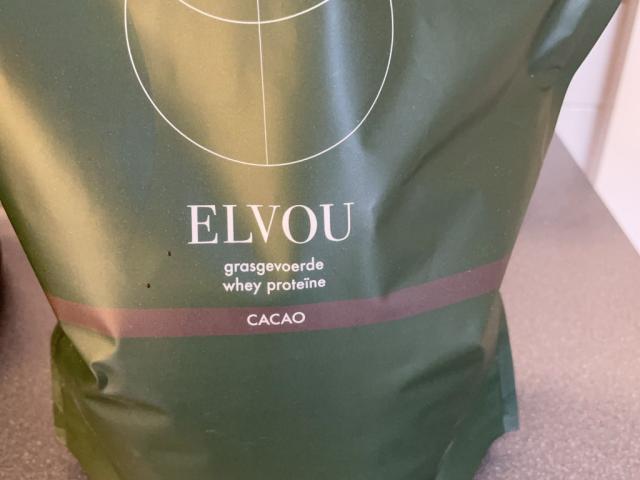 ELVOU
grasgevoerde
whey proteïne
CACAO